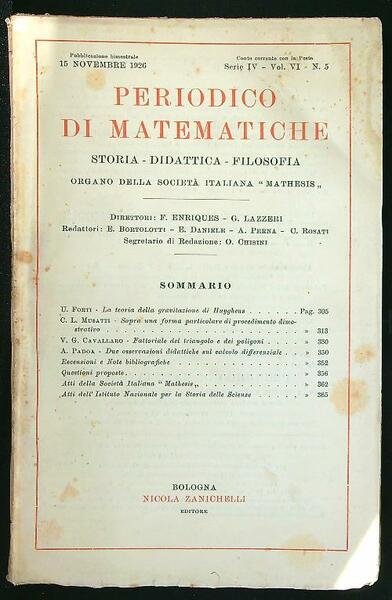 Pubblicazione bimestrale
15 NOVEMBRE 1926
Conto corrente con la Posta
Serie IV - Vol. VI - N. 5
PERIODICO
DI MATEMATICHE
STORIA - DIDATTICA - FILOSOFIA
ORGANO DELLA SOCIETÀ ITALIANA “MATHESIS„
DIRETTORI: F. ENRIQUES - G. LAZZERI
Redattori: E. BORTOLOTTI - E. DANIELE - A. PERNA - C. ROSATI
Segretario di Redazione: O. CHISINI
SOMMARIO
U. FORTI - La teoria della gravitazione di Huyghens . . . . . . Pag. 305
C. L. MUSATTI - Sopra una forma particolare di procedimento dimo-
strativo . . . . . . . . . . . . . . . . . » 313
V. G. CAVALLARO - Fattoriale del triangolo e dei poligoni . . . . » 330
A. PADOA - Due osservazioni didattiche sul calcolo differenziale . . » 350
Recensioni e Note bibliografiche . . . . . . . . . . . » 352
Questioni proposte . . . . . . . . . . . . . . . » 356
Atti della Società Italiana “Mathesis„ . . . . . . . . . . » 362
Atti dell'Istituto Nazionale per la Storia delle Scienze . . . . . » 365
BOLOGNA
NICOLA ZANICHELLI
EDITORE